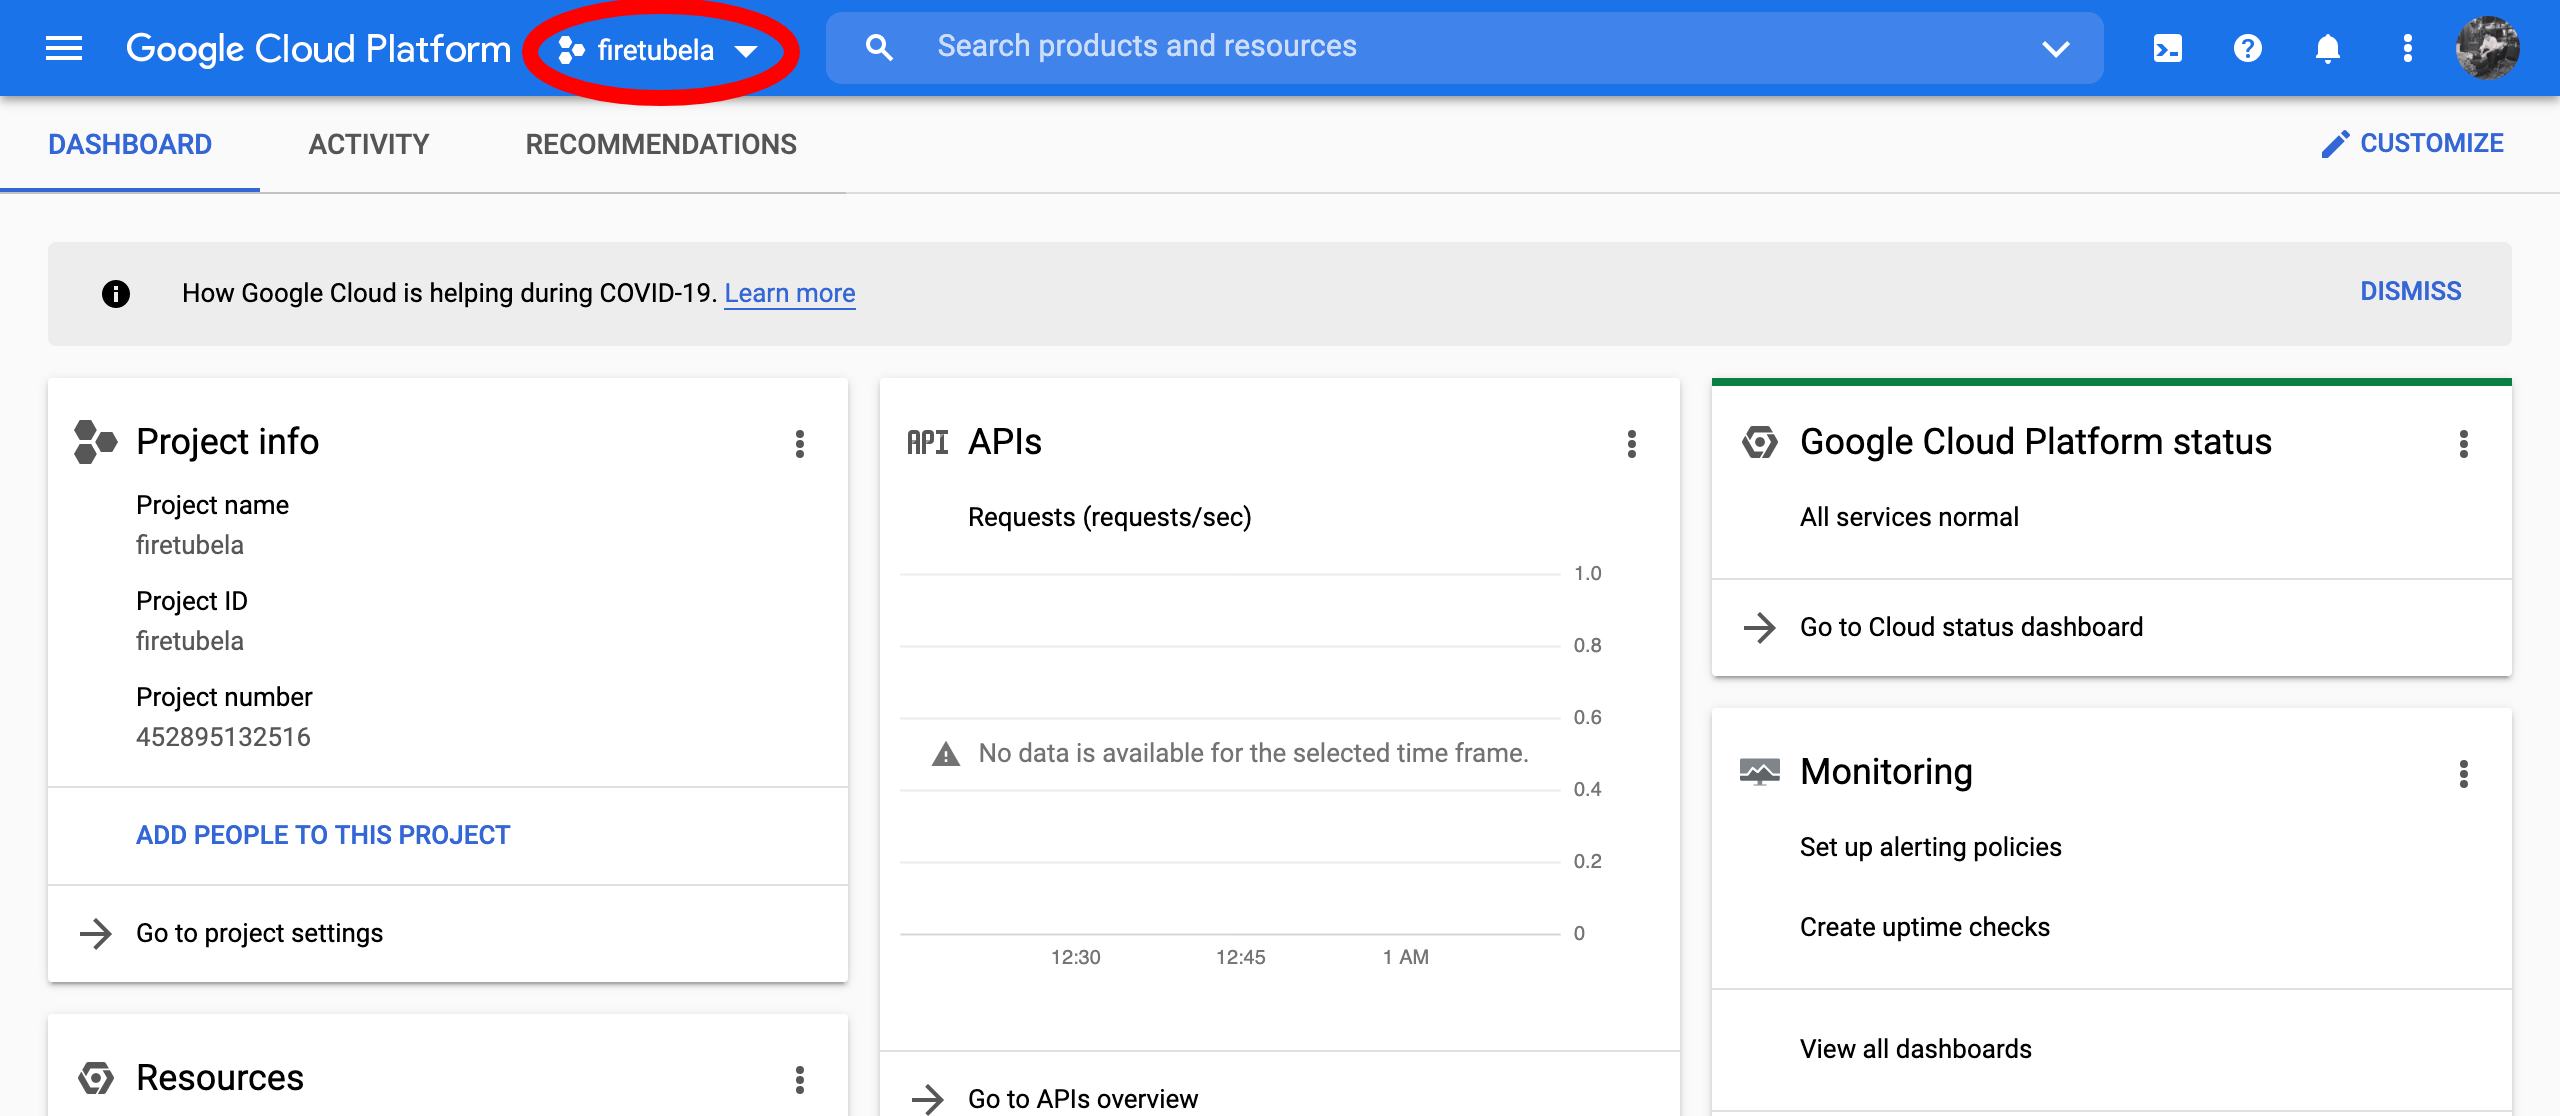 Google Cloud Platform
firetubela
Search products and resources
DASHBOARD
ACTIVITY
RECOMMENDATIONS
CUSTOMIZE
How Google Cloud is helping during COVID-19. Learn more
DISMISS
Project info
Project name
firetubela
Project ID
firetubela
Project number
452895132516
ADD PEOPLE TO THIS PROJECT
Go to project settings
Resources
API APIs
Requests (requests/sec)
1.0
0.8
0.6
No data is available for the selected time frame.
0.4
0.2
0
12:30 12:45 1 AM
Go to APIs overview
Google Cloud Platform status
All services normal
Go to Cloud status dashboard
Monitoring
Set up alerting policies
Create uptime checks
View all dashboards